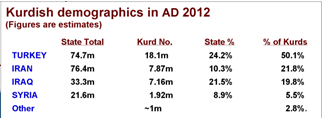 Kurdish demographics in AD 2012
(Figures are estimates)
State Total Kurd No. State % % of Kurds
TURKEY 74.7m 18.1m 24.2% 50.1%
IRAN 76.4m 7.87m 10.3% 21.8%
IRAQ 33.3m 7.16m 21.5% 19.8%
SYRIA 21.6m 1.92m 8.9% 5.5%
Other ~1m 2.8%.